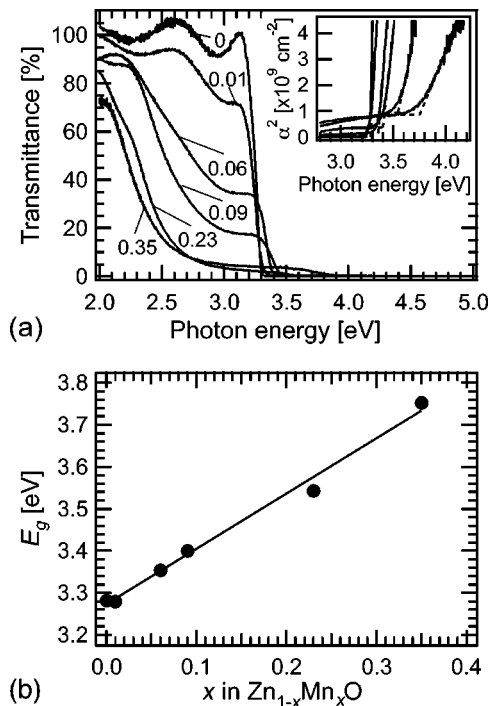 100
80
60
40
20
0
Transmittance [%]
0
0.01
0.06
0.09
0.23
0.35
2.0 2.5 3.0 3.5 4.0 4.5 5.0
Photon energy [eV]
4
3
2
1
0
α² [x10⁹ cm⁻²]
3.0 3.5 4.0
Photon energy [eV]
(a)
3.8
3.7
3.6
3.5
3.4
3.3
3.2
E_g
[eV]
0.0 0.1 0.2 0.3 0.4
x in Zn₁₋ₓMnₓO
(b)